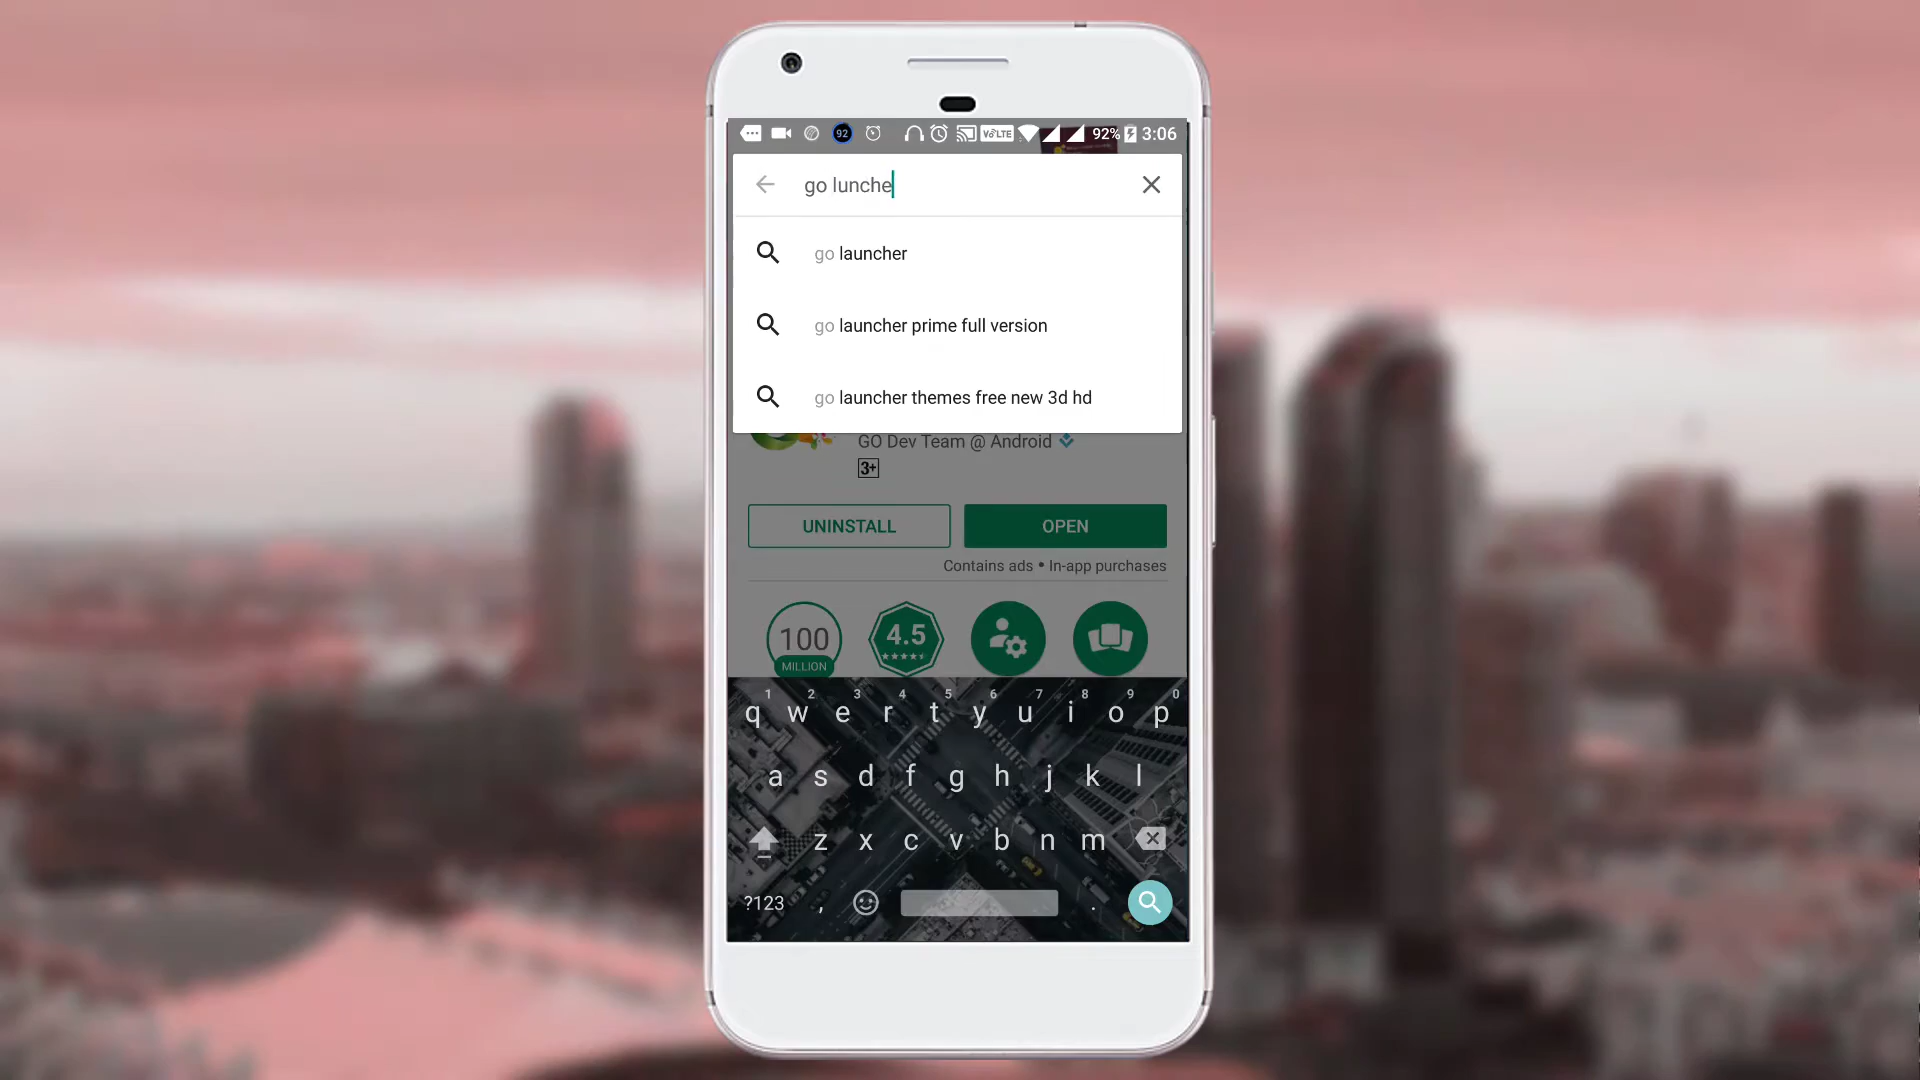 92 VoLTE 92% 3:06
go lunche
go launcher
go launcher prime full version
go launcher themes free new 3d hd
GO Dev Team @ Android
3+
UNINSTALL OPEN
Contains ads • In-app purchases
100 4.5
MILLION
1 2 3 4 5 6 7 8 9 0
q w e r t y u i o p
a s d f g h j k l
z x c v b n m
?123 , .